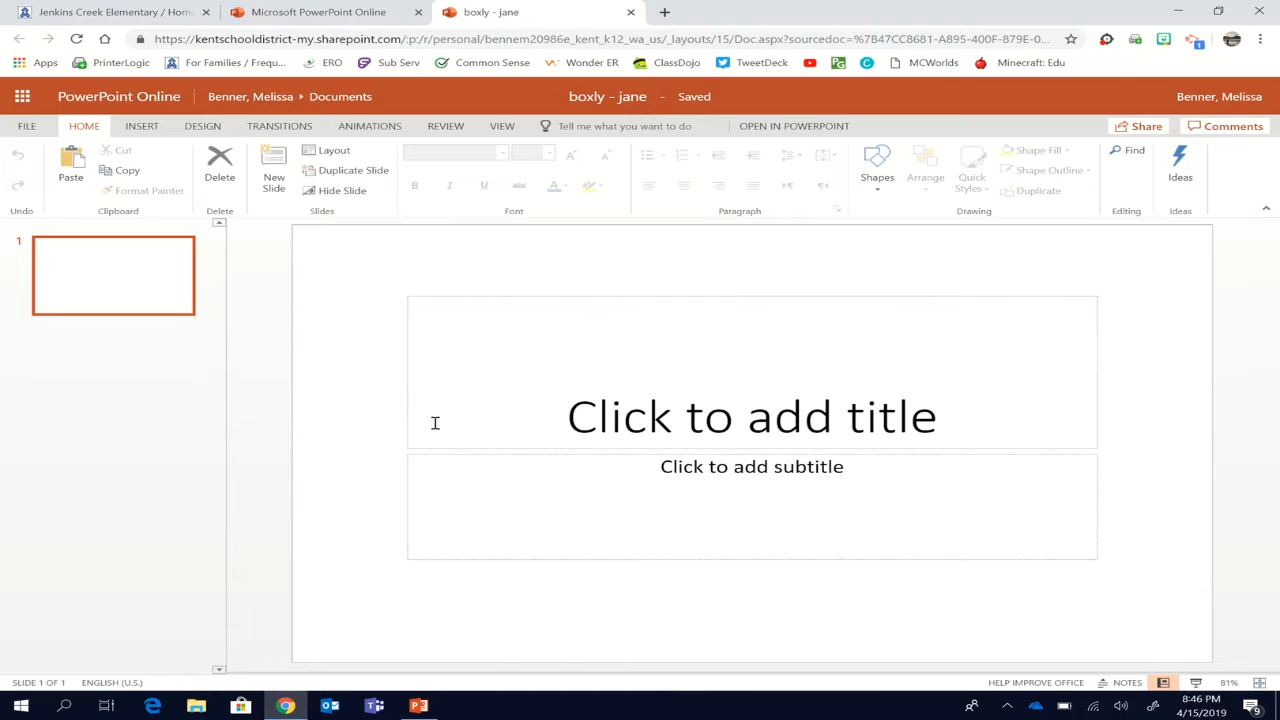 Jenkins Creek Elementary / Home
Microsoft PowerPoint Online
boxly - jane
https://kentschooldistrict-my.sharepoint.com/:p:/r/personal/bennem20986e_kent_k12_wa_us/_layouts/15/Doc.aspx?sourcedoc=%7B47CC8681-A895-400F-879E-0...
Apps
PrinterLogic
For Families / Frequ...
ERO
Sub Serv
Common Sense
Wonder ER
ClassDojo
TweetDeck
MCWorlds
Minecraft: Edu
PowerPoint Online
Benner, Melissa ▸ Documents
boxly - jane - Saved
Benner, Melissa
FILE
HOME
INSERT
DESIGN
TRANSITIONS
ANIMATIONS
REVIEW
VIEW
Tell me what you want to do
OPEN IN POWERPOINT
Share
Comments
Undo
Paste
Cut
Copy
Format Painter
Clipboard
Delete
Delete
New Slide
Layout
Duplicate Slide
Hide Slide
Slides
Font
Paragraph
Shapes
Arrange
Quick Styles
Shape Fill
Shape Outline
Duplicate
Drawing
Find
Editing
Ideas
Ideas
1
Click to add title
Click to add subtitle
SLIDE 1 OF 1
ENGLISH (U.S.)
HELP IMPROVE OFFICE
NOTES
81%
8:46 PM
4/15/2019
9